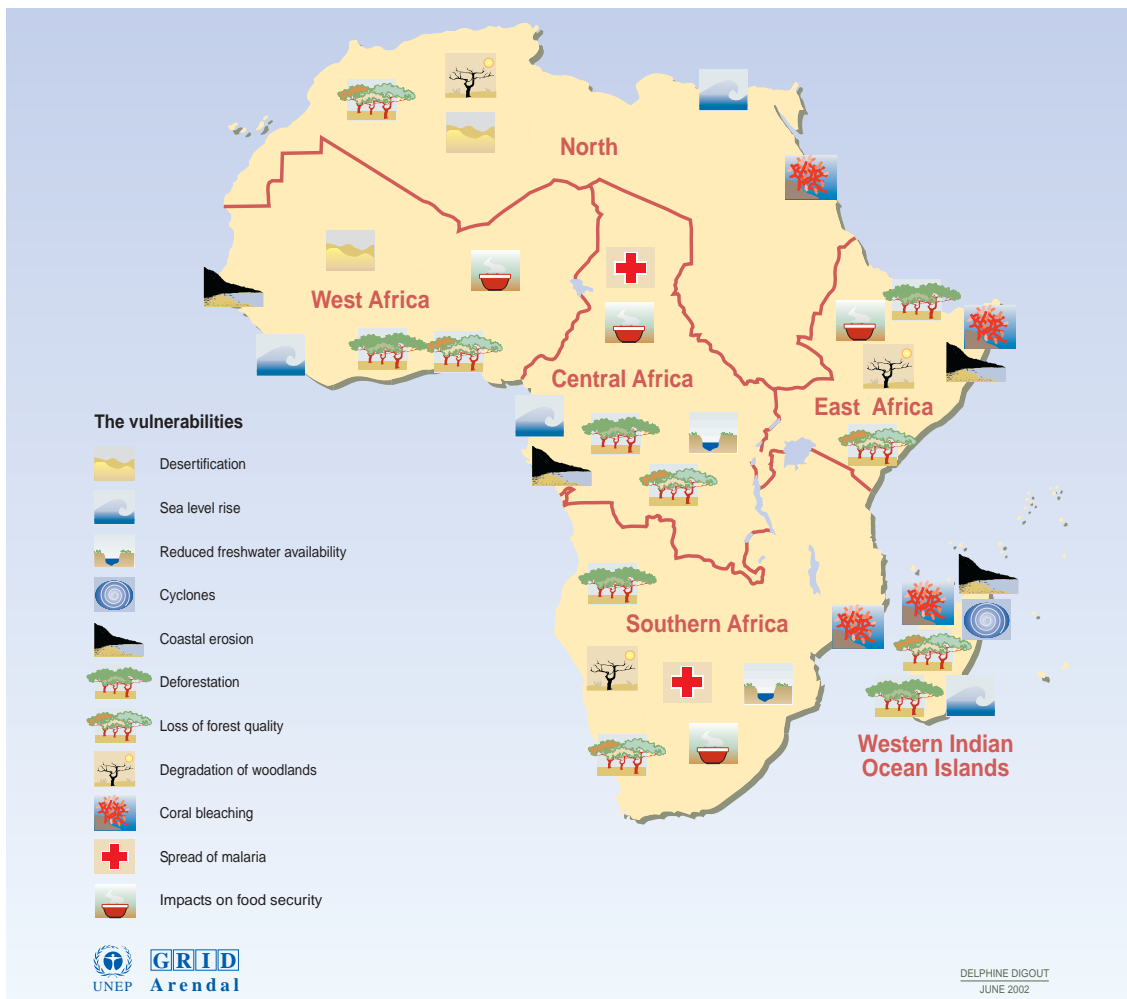 North
West Africa
Central Africa
East Africa
Southern Africa
Western Indian
Ocean Islands
The vulnerabilities
Desertification
Sea level rise
Reduced freshwater availability
Cyclones
Coastal erosion
Deforestation
Loss of forest quality
Degradation of woodlands
Coral bleaching
Spread of malaria
Impacts on food security
UNEP
GRID
Arendal
DELPHINE DIGOUT
JUNE 2002